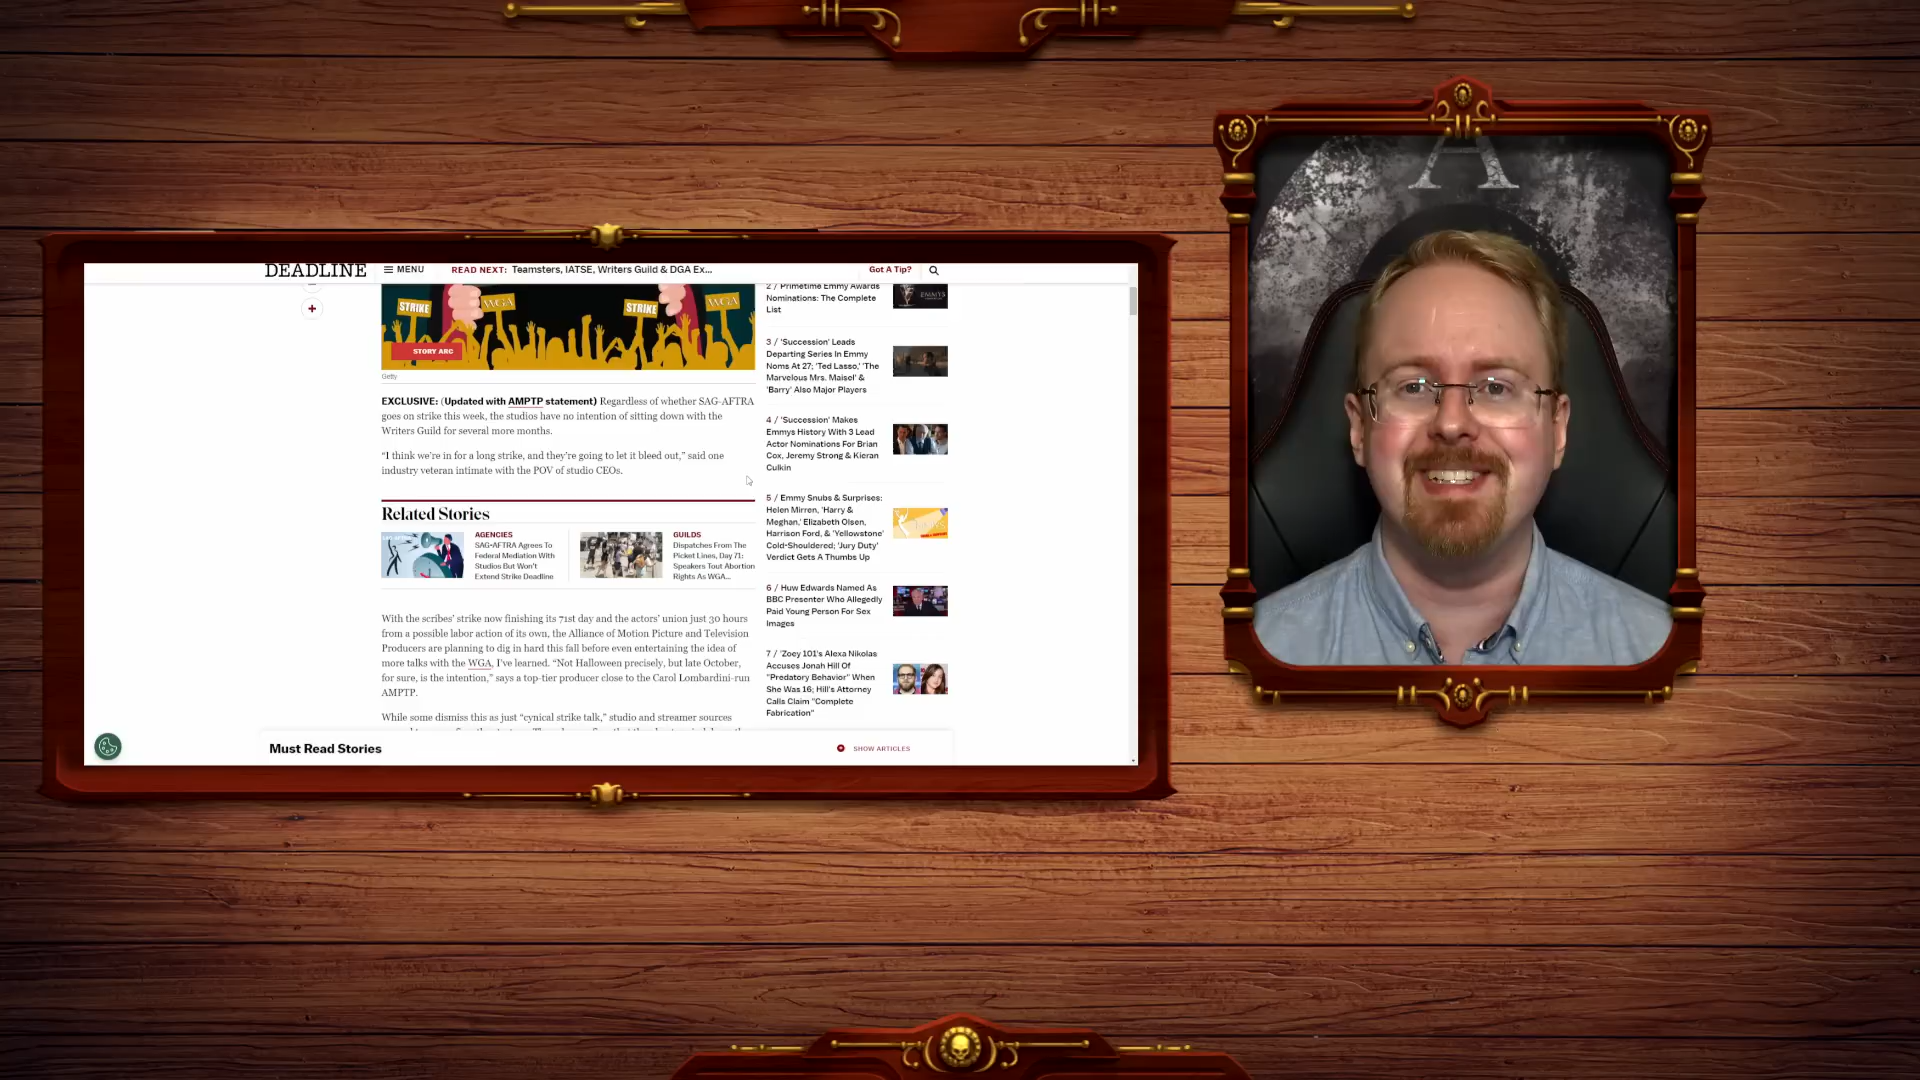 A
DEADLINE
MENU
READ NEXT: Teamsters, IATSE, Writers Guild & DGA Ex...
Got A Tip?
STRIKE
WGA
STRIKE
WGA
STORY ARC
Getty
EXCLUSIVE: (Updated with AMPTP statement) Regardless of whether SAG-AFTRA
goes on strike this week, the studios have no intention of sitting down with the
Writers Guild for several more months.
“I think we’re in for a long strike, and they’re going to let it bleed out,” said one
industry veteran intimate with the POV of studio CEOs.
Related Stories
AGENCIES
SAG-AFTRA Agrees To
Federal Mediation With
Studios But Won't
Extend Strike Deadline
GUILDS
Dispatches From The
Picket Lines, Day 71:
Speakers Tout Abortion
Rights As WGA...
With the scribes’ strike now finishing its 71st day and the actors’ union just 30 hours
from a possible labor action of its own, the Alliance of Motion Picture and Television
Producers are planning to dig in hard this fall before even entertaining the idea of
more talks with the WGA, I’ve learned. “Not Halloween precisely, but late October,
for sure, is the intention,” says a top-tier producer close to the Carol Lombardini-run
AMPTP.
While some dismiss this as just “cynical strike talk,” studio and streamer sources
2 / Primetime Emmy Awards
Nominations: The Complete
List
3 / 'Succession' Leads
Departing Series In Emmy
Noms At 27; 'Ted Lasso,' 'The
Marvelous Mrs. Maisel' &
'Barry' Also Major Players
4 / 'Succession' Makes
Emmys History With 3 Lead
Actor Nominations For Brian
Cox, Jeremy Strong & Kieran
Culkin
5 / Emmy Snubs & Surprises:
Helen Mirren, 'Harry &
Meghan,' Elizabeth Olsen,
Harrison Ford, & 'Yellowstone'
Cold-Shouldered; 'Jury Duty'
Verdict Gets A Thumbs Up
6 / Huw Edwards Named As
BBC Presenter Who Allegedly
Paid Young Person For Sex
Images
7 / 'Zoey 101's Alexa Nikolas
Accuses Jonah Hill Of
"Predatory Behavior" When
She Was 16; Hill's Attorney
Calls Claim "Complete
Fabrication"
Must Read Stories
SHOW ARTICLES